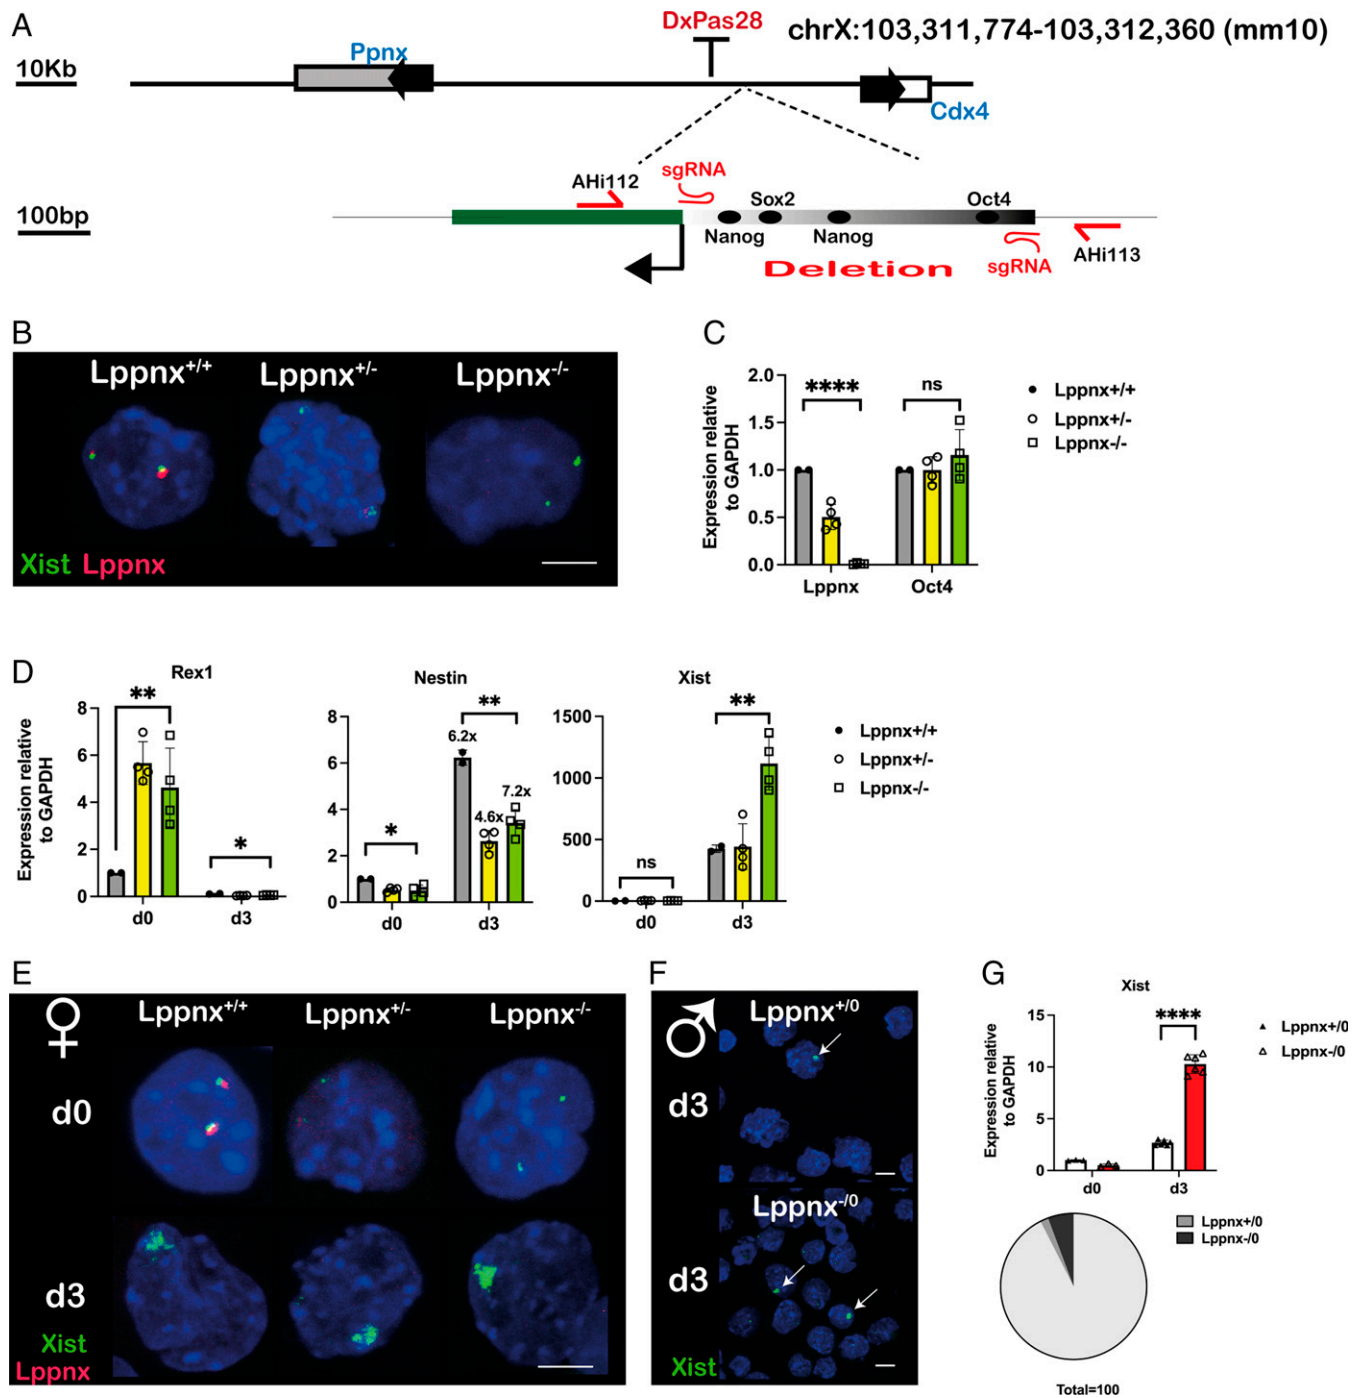 A
DxPas28
chrX:103,311,774-103,312,360 (mm10)
10Kb
Ppnx
Cdx4
100bp
AHi112
sgRNA
Sox2
Oct4
Nanog
Nanog
Deletion
sgRNA
AHi113
B
Lppnx+/+
Lppnx+/-
Lppnx-/-
Xist Lppnx
C
Expression relative
to GAPDH
2.0
1.5
1.0
0.5
0.0
****
ns
Lppnx
Oct4
Lppnx+/+
Lppnx+/-
Lppnx-/-
D
Rex1
Expression relative
to GAPDH
8
6
4
2
0
**
*
d0
d3
Nestin
8
6
4
2
0
*
**
6.2x
4.6x
7.2x
d0
d3
Xist
1500
1000
500
0
ns
**
d0
d3
Lppnx+/+
Lppnx+/-
Lppnx-/-
E
♀
Lppnx+/+
Lppnx+/-
Lppnx-/-
d0
d3
Xist
Lppnx
F
♂
Lppnx+/0
d3
Lppnx-/0
d3
Xist
G
Xist
Expression relative
to GAPDH
15
10
5
0
****
d0
d3
Lppnx+/0
Lppnx-/0
Lppnx+/0
Lppnx-/0
Total=100